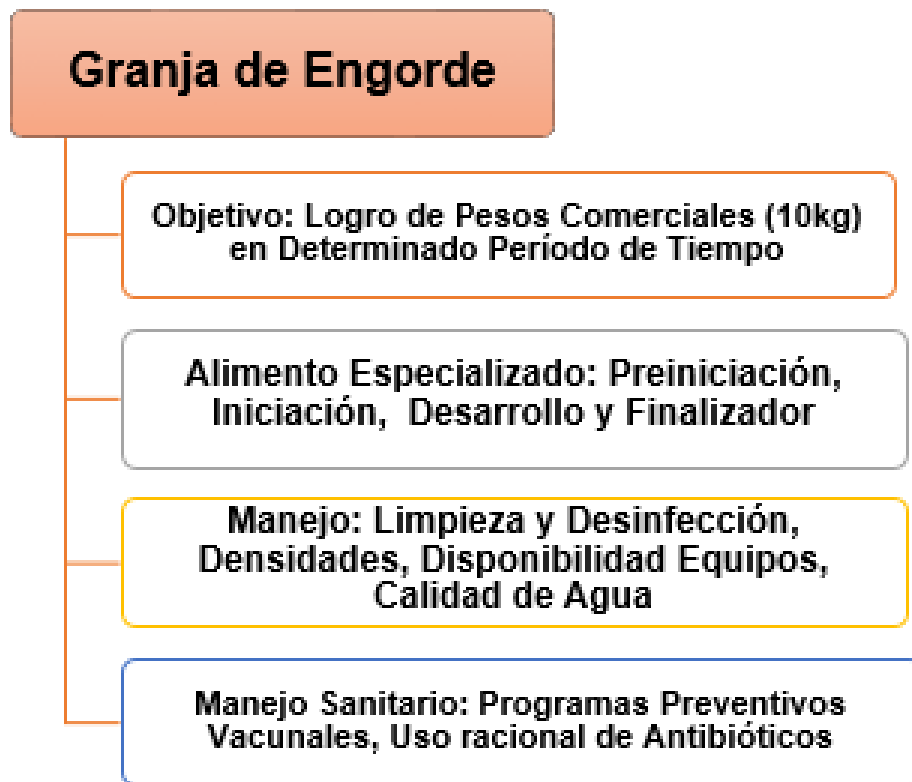 Granja de Engorde
Objetivo: Logro de Pesos Comerciales (10kg)
en Determinado Período de Tiempo
Alimento Especializado: Preiniciación,
Iniciación, Desarrollo y Finalizador
Manejo: Limpieza y Desinfección,
Densidades, Disponibilidad Equipos,
Calidad de Agua
Manejo Sanitario: Programas Preventivos
Vacunales, Uso racional de Antibióticos